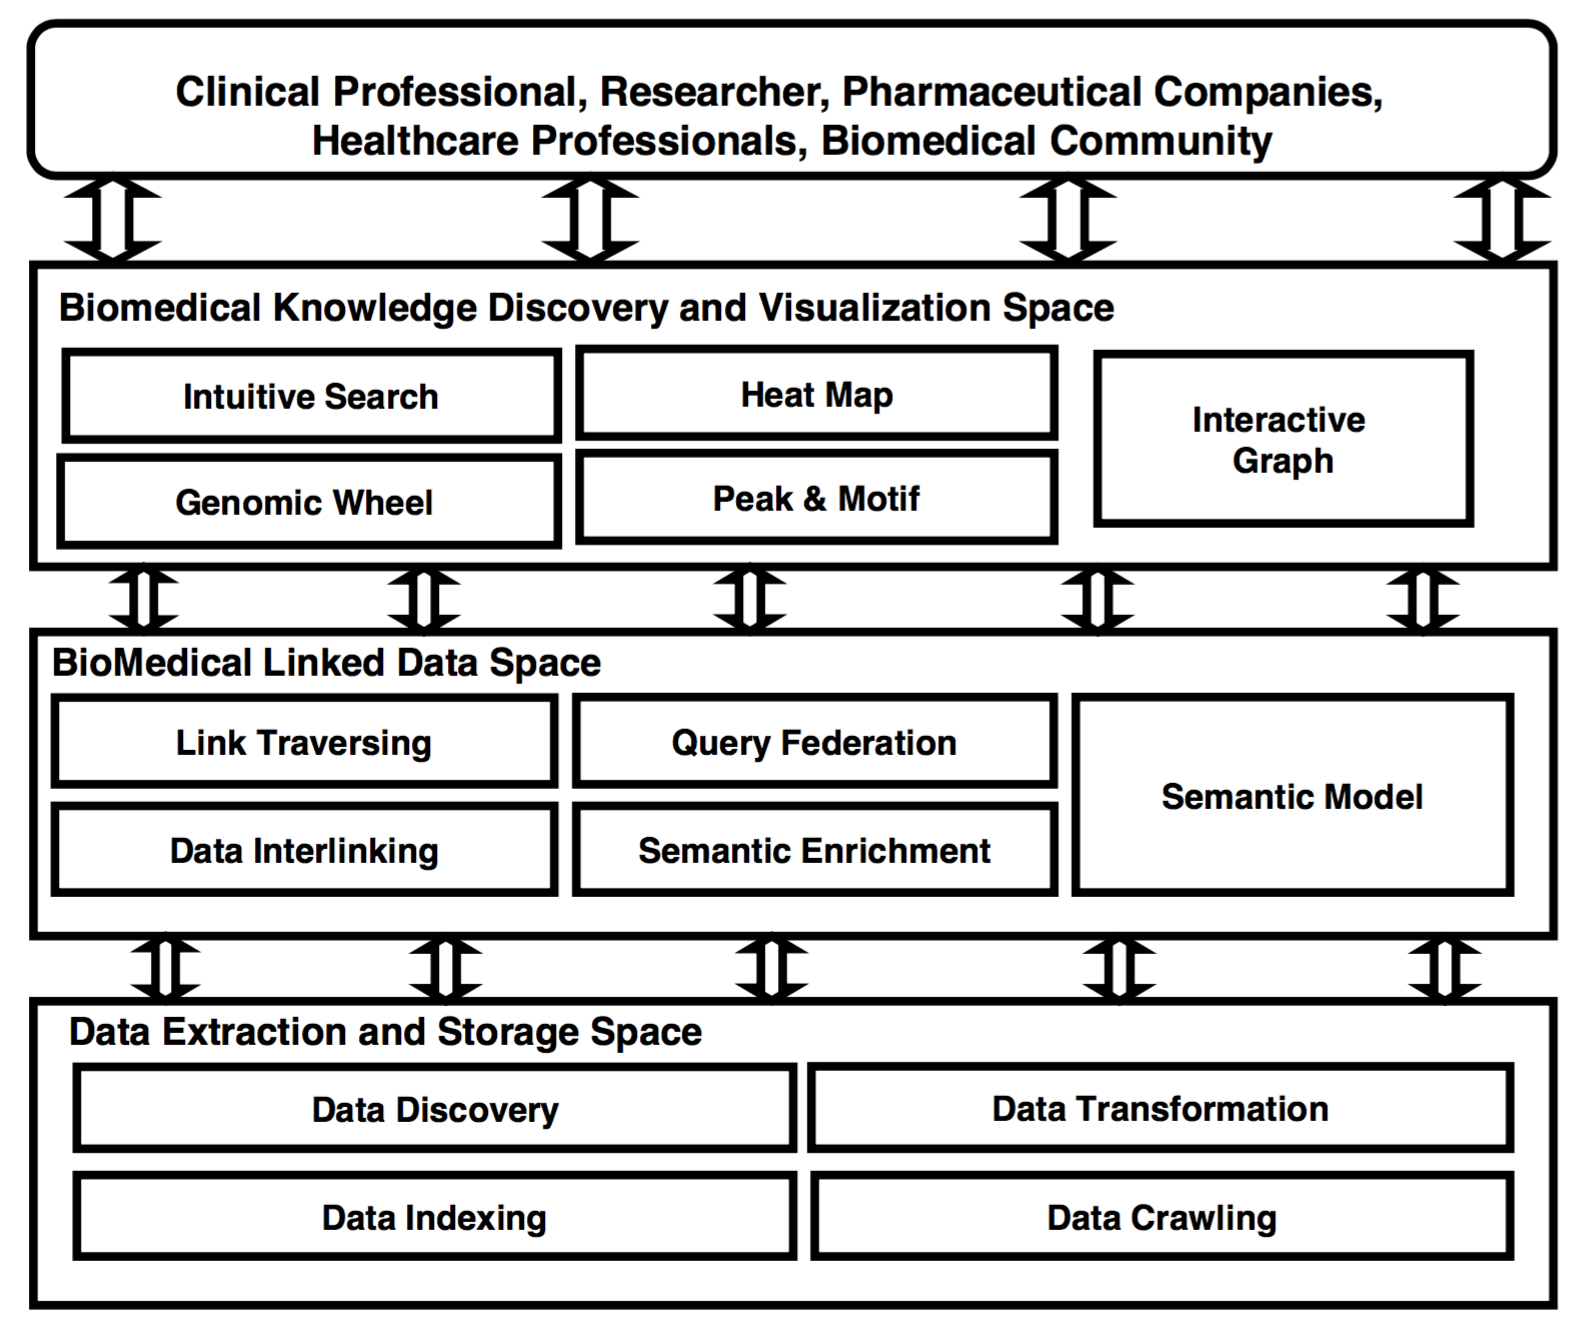 Clinical Professional, Researcher, Pharmaceutical Companies,
Healthcare Professionals, Biomedical Community
Biomedical Knowledge Discovery and Visualization Space
Intuitive Search
Heat Map
Interactive
Graph
Genomic Wheel
Peak & Motif
BioMedical Linked Data Space
Link Traversing
Query Federation
Semantic Model
Data Interlinking
Semantic Enrichment
Data Extraction and Storage Space
Data Discovery
Data Transformation
Data Indexing
Data Crawling